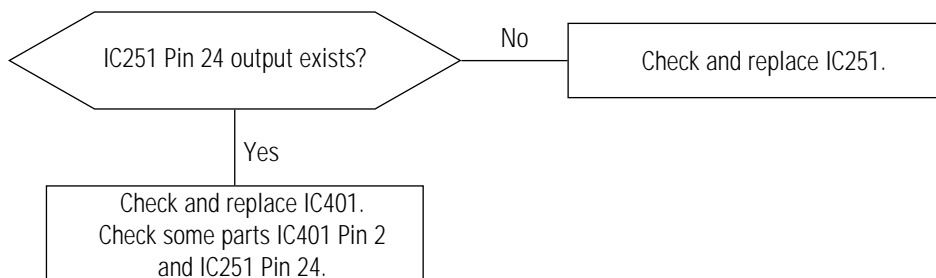 IC251 Pin 24 output exists?
No
Check and replace IC251.
Yes
Check and replace IC401.
Check some parts IC401 Pin 2
and IC251 Pin 24.